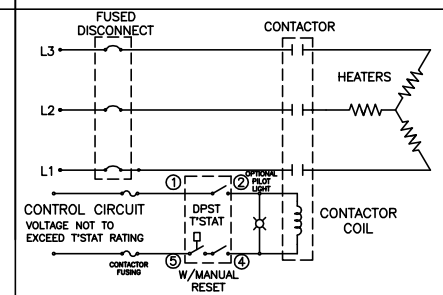 FUSED
DISCONNECT
CONTACTOR
L3
HEATERS
L2
L1
① ② OPTIONAL
PILOT
LIGHT
DPST
T'STAT
CONTROL CIRCUIT
VOLTAGE NOT TO
EXCEED T'STAT RATING
CONTACTOR
COIL
CONTACTOR
FUSING
⑤ ④
W/MANUAL
RESET